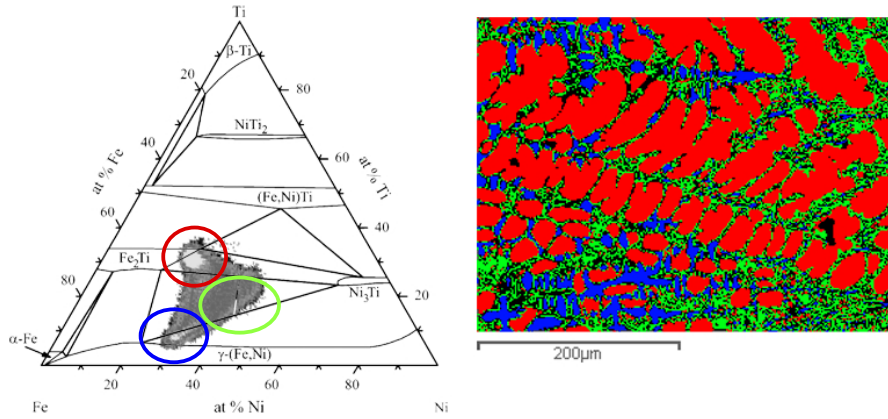 Ti
β-Ti
20
80
NiTi₂
at % Fe
40
60
at % Ti
(Fe,Ni)Ti
60
40
Fe₂Ti
80
Ni₃Ti
20
α-Fe
γ-(Fe,Ni)
20
40
60
80
Fe
at % Ni
Ni
200µm